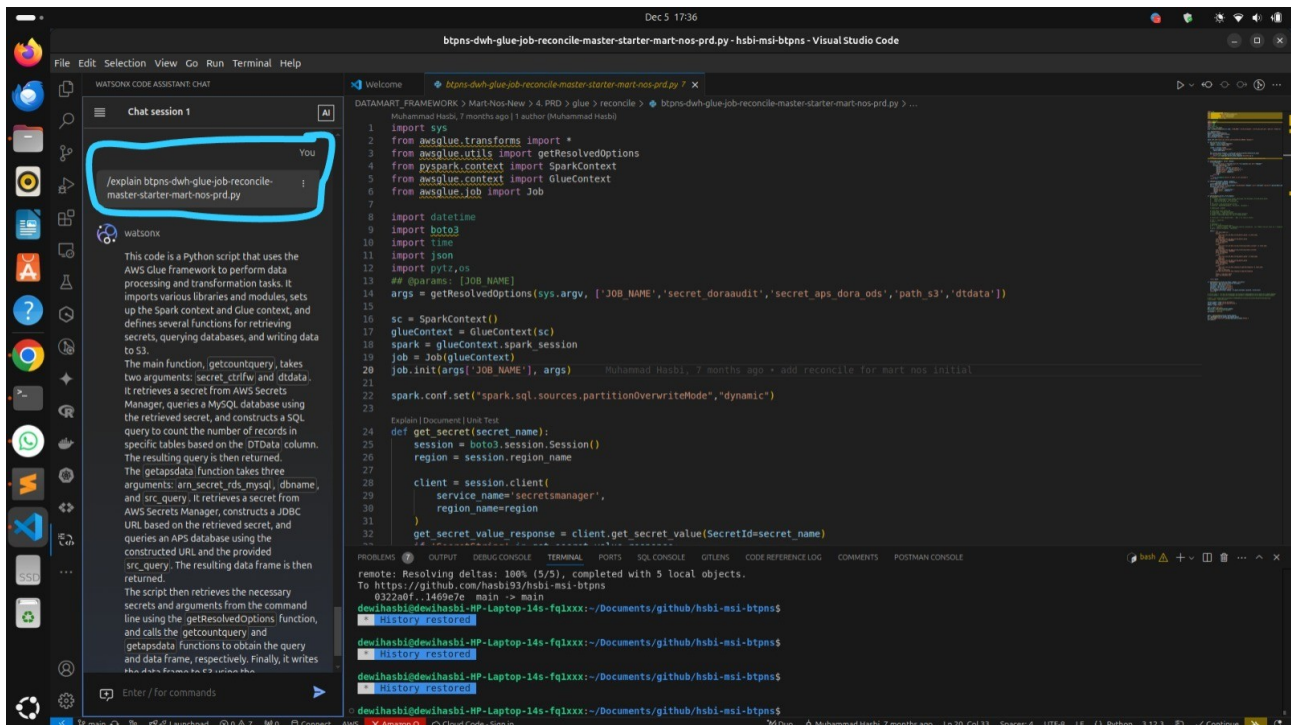 Dec 5 17:36
btpns-dwh-glue-job-reconcile-master-starter-mart-nos-prd.py - hsbi-msi-btpns - Visual Studio Code
File Edit Selection View Go Run Terminal Help
WATSONX CODE ASSISTANT: CHAT
Chat session 1
AI
You
/explain btpns-dwh-glue-job-reconcile-
master-starter-mart-nos-prd.py
watsonx
This code is a Python script that uses the
AWS Glue framework to perform data
processing and transformation tasks. It
imports various libraries and modules, sets
up the Spark context and Glue context, and
defines several functions for retrieving
secrets, querying databases, and writing data
to S3.
The main function, getcountquery, takes
two arguments: secret_ctrlfw and dtdata.
It retrieves a secret from AWS Secrets
Manager, queries a MySQL database using
the retrieved secret, and constructs a SQL
query to count the number of records in
specific tables based on the DTData column.
The resulting query is then returned.
The getapsdata function takes three
arguments: arn_secret_rds_mysql, dbname,
and src_query. It retrieves a secret from
AWS Secrets Manager, constructs a JDBC
URL based on the retrieved secret, and
queries an APS database using the
constructed URL and the provided
src_query. The resulting data frame is then
returned.
The script then retrieves the necessary
secrets and arguments from the command
line using the getResolvedOptions function,
and calls the getcountquery and
getapsdata functions to obtain the query
and data frame, respectively. Finally, it writes
the data frame to S3 using the
Enter / for commands
Welcome
btpns-dwh-glue-job-reconcile-master-starter-mart-nos-prd.py 7
DATAMART_FRAMEWORK > Mart-Nos-New > 4. PRD > glue > reconcile > btpns-dwh-glue-job-reconcile-master-starter-mart-nos-prd.py > ...
Muhammad Hasbi, 7 months ago | 1 author (Muhammad Hasbi)
1 import sys
2 from awsglue.transforms import *
3 from awsglue.utils import getResolvedOptions
4 from pyspark.context import SparkContext
5 from awsglue.context import GlueContext
6 from awsglue.job import Job
7
8 import datetime
9 import boto3
10 import time
11 import json
12 import pytz,os
13 ## @params: [JOB_NAME]
14 args = getResolvedOptions(sys.argv, ['JOB_NAME','secret_doraaudit','secret_aps_dora_ods','path_s3','dtdata'])
15
16 sc = SparkContext()
17 glueContext = GlueContext(sc)
18 spark = glueContext.spark_session
19 job = Job(glueContext)
20 job.init(args['JOB_NAME'], args) Muhammad Hasbi, 7 months ago • add reconcile for mart nos initial
21
22 spark.conf.set("spark.sql.sources.partitionOverwriteMode","dynamic")
23
Explain | Document | Unit Test
24 def get_secret(secret_name):
25 session = boto3.session.Session()
26 region = session.region_name
27
28 client = session.client(
29 service_name='secretsmanager',
30 region_name=region
31 )
32 get_secret_value_response = client.get_secret_value(SecretId=secret_name)
PROBLEMS 7 OUTPUT DEBUG CONSOLE TERMINAL PORTS SQL CONSOLE GITLENS CODE REFERENCE LOG COMMENTS POSTMAN CONSOLE
bash
remote: Resolving deltas: 100% (5/5), completed with 5 local objects.
To https://github.com/hasbi93/hsbi-msi-btpns
0322a0f..1469e7e main -> main
dewihasbi@dewihasbi-HP-Laptop-14s-fq1xxx:~/Documents/github/hsbi-msi-btpns$
* History restored
dewihasbi@dewihasbi-HP-Laptop-14s-fq1xxx:~/Documents/github/hsbi-msi-btpns$
* History restored
dewihasbi@dewihasbi-HP-Laptop-14s-fq1xxx:~/Documents/github/hsbi-msi-btpns$
* History restored
dewihasbi@dewihasbi-HP-Laptop-14s-fq1xxx:~/Documents/github/hsbi-msi-btpns$
SSD